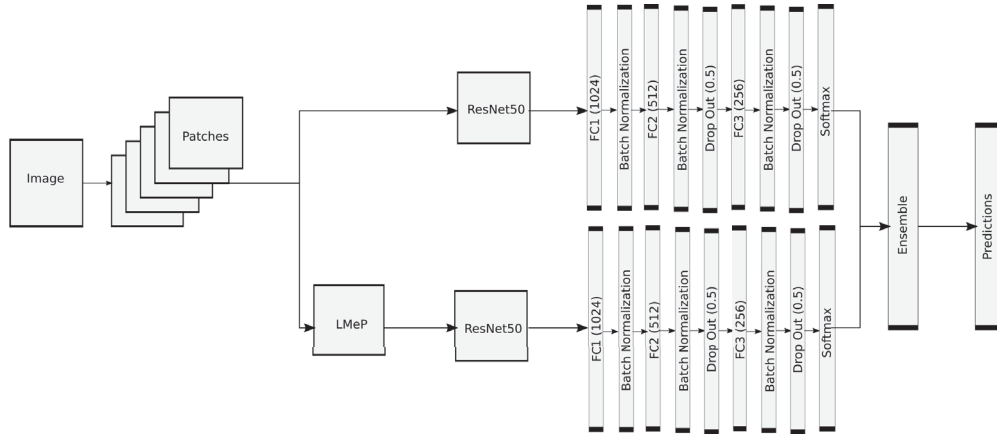 Image
Patches
ResNet50
FC1 (1024)
Batch Normalization
FC2 (512)
Batch Normalization
Drop Out (0.5)
FC3 (256)
Batch Normalization
Drop Out (0.5)
Softmax
LMeP
ResNet50
FC1 (1024)
Batch Normalization
FC2 (512)
Batch Normalization
Drop Out (0.5)
FC3 (256)
Batch Normalization
Drop Out (0.5)
Softmax
Ensemble
Predictions